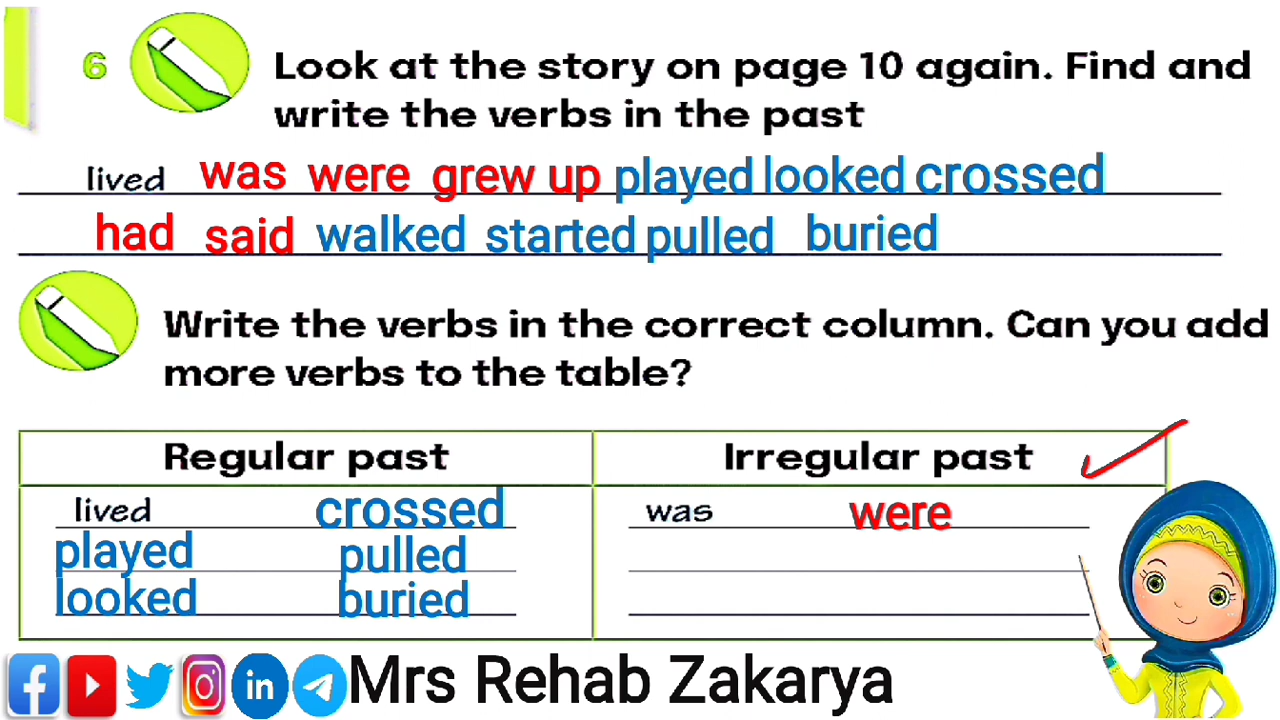 6 Look at the story on page 10 again. Find and
write the verbs in the past
lived was were grew up played looked crossed
had said walked started pulled buried
Write the verbs in the correct column. Can you add
more verbs to the table?
Regular past Irregular past
lived crossed was were
played pulled
looked buried
Mrs Rehab Zakarya